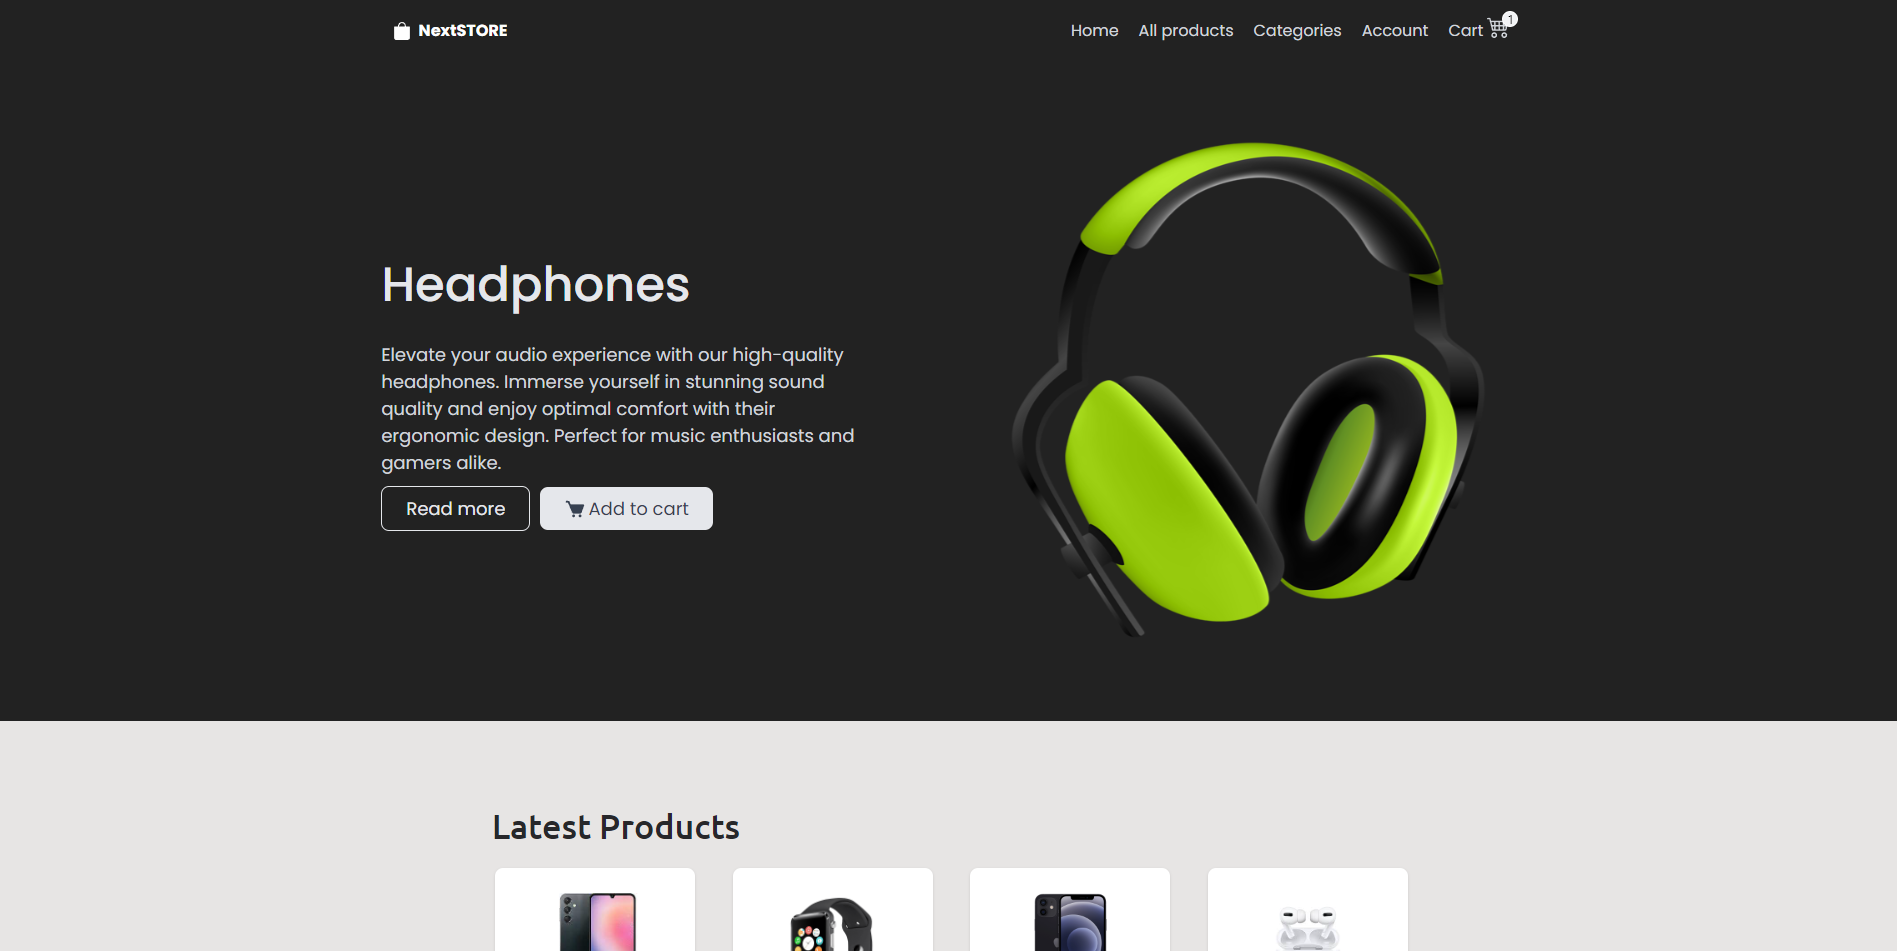 NextSTORE
Home All products Categories Account Cart 1
Headphones
Elevate your audio experience with our high-quality
headphones. Immerse yourself in stunning sound
quality and enjoy optimal comfort with their
ergonomic design. Perfect for music enthusiasts and
gamers alike.
Read more Add to cart
Latest Products